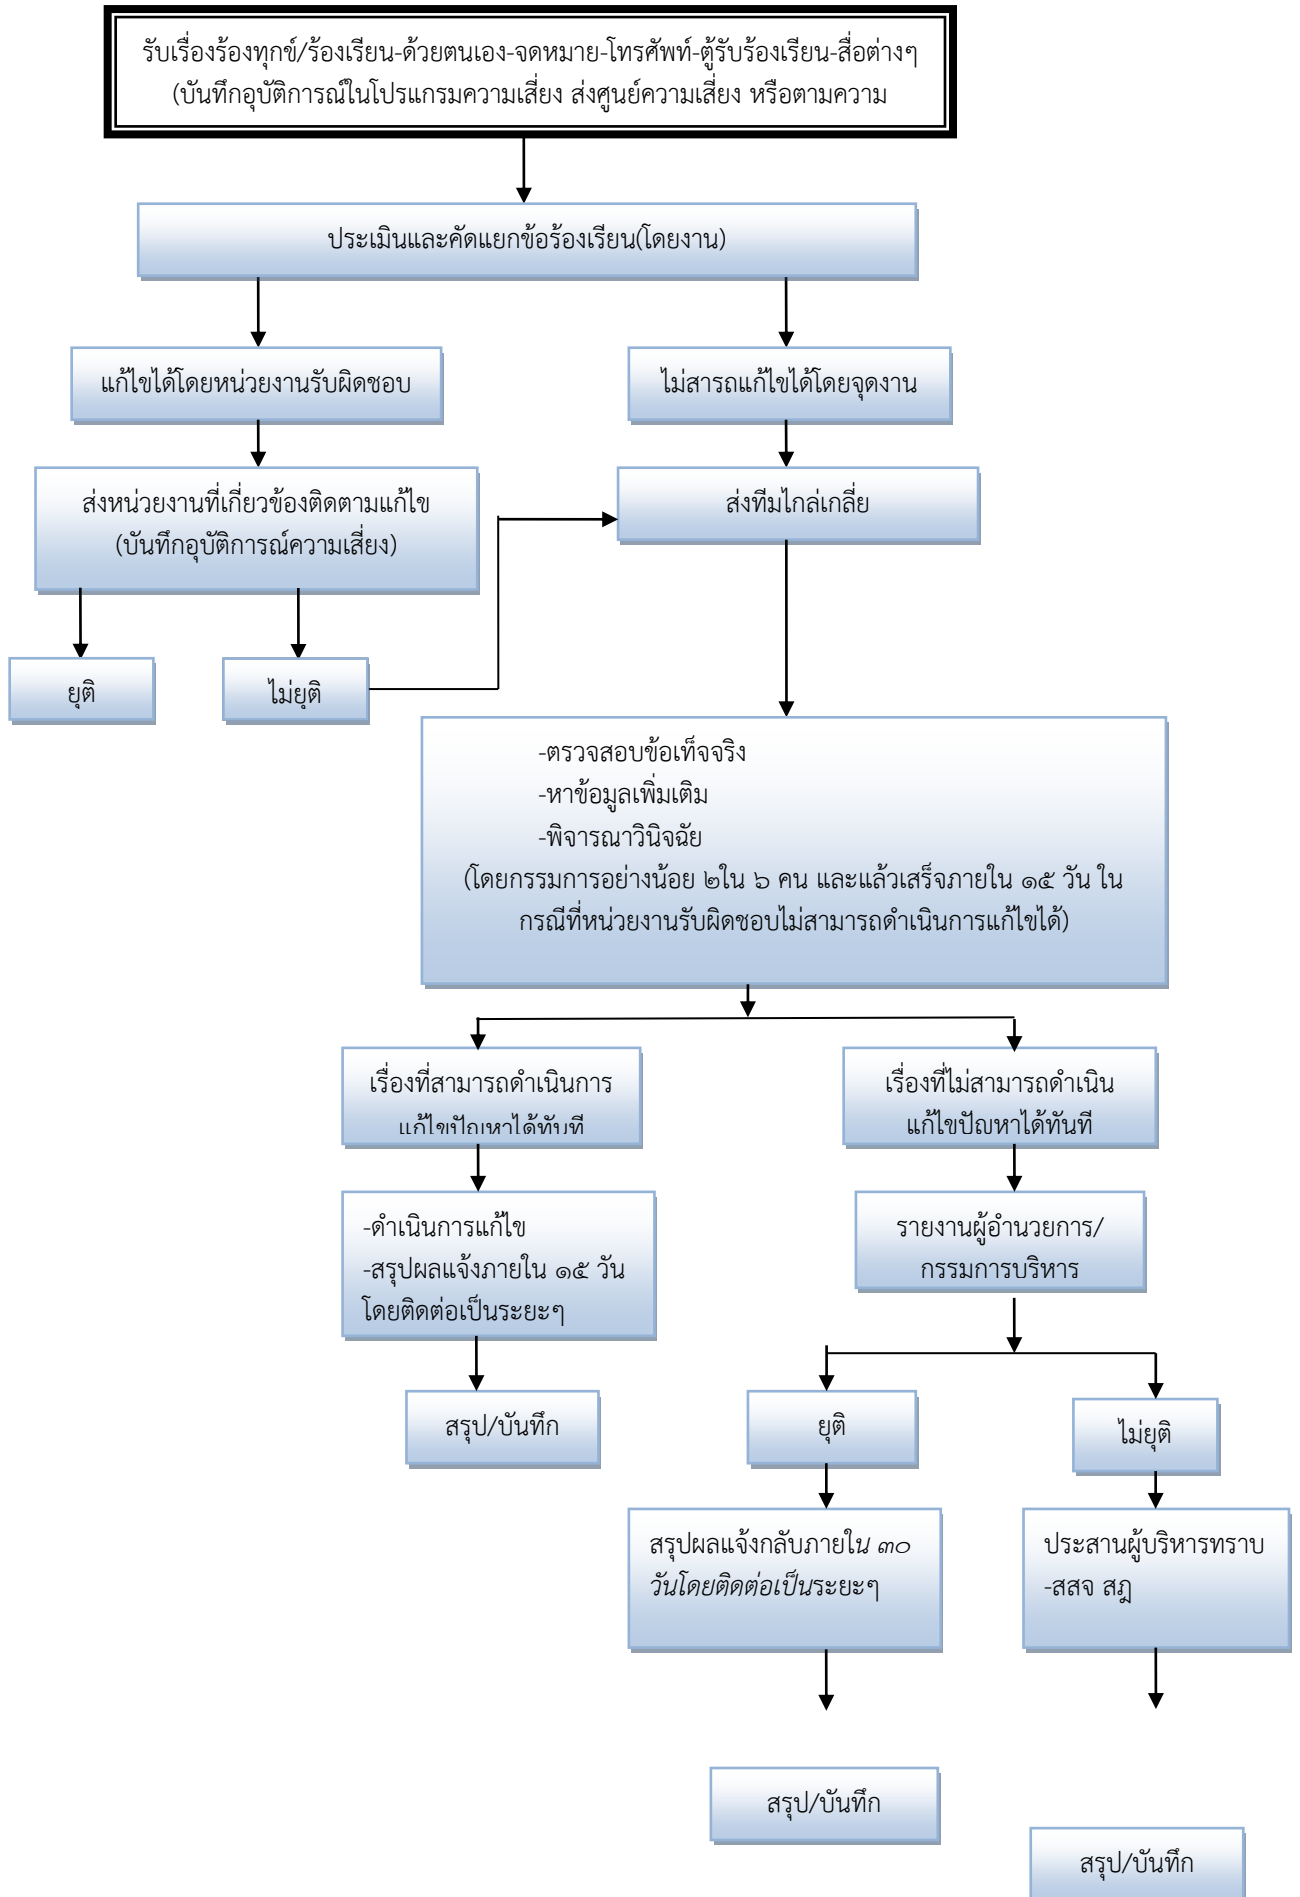 รับเรื่องร้องทุกข์/ร้องเรียน-ด้วยตนเอง-จดหมาย-โทรศัพท์-ตู้รับร้องเรียน-สื่อต่างๆ
(บันทึกอุบัติการณ์ในโปรแกรมความเสี่ยง ส่งศูนย์ความเสี่ยง หรือตามความ
ประเมินและคัดแยกข้อร้องเรียน(โดยงาน)
แก้ไขได้โดยหน่วยงานรับผิดชอบ
ไม่สารถแก้ไขได้โดยจุดงาน
ส่งหน่วยงานที่เกี่ยวข้องติดตามแก้ไข
(บันทึกอุบัติการณ์ความเสี่ยง)
ส่งทีมไกล่เกลี่ย
ยุติ
ไม่ยุติ
-ตรวจสอบข้อเท็จจริง
-หาข้อมูลเพิ่มเติม
-พิจารณาวินิจฉัย
(โดยกรรมการอย่างน้อย ๒ใน ๖ คน และแล้วเสร็จภายใน ๑๕ วัน ใน
กรณีที่หน่วยงานรับผิดชอบไม่สามารถดำเนินการแก้ไขได้)
เรื่องที่สามารถดำเนินการ
แก้ไขปัญหาได้ทันที
เรื่องที่ไม่สามารถดำเนิน
แก้ไขปัญหาได้ทันที
-ดำเนินการแก้ไข
-สรุปผลแจ้งภายใน ๑๕ วัน
โดยติดต่อเป็นระยะๆ
รายงานผู้อำนวยการ/
กรรมการบริหาร
สรุป/บันทึก
ยุติ
ไม่ยุติ
สรุปผลแจ้งกลับภายใน ๓๐
วันโดยติดต่อเป็นระยะๆ
ประสานผู้บริหารทราบ
-สสจ สฎ
สรุป/บันทึก
สรุป/บันทึก